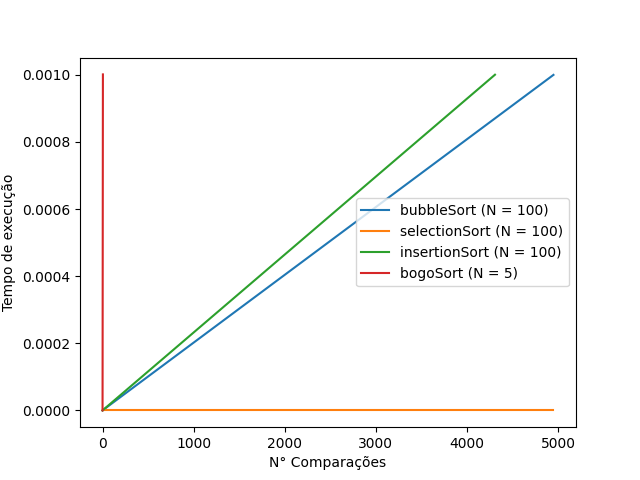 0.0010
0.0008
0.0006
0.0004
0.0002
0.0000
Tempo de execução
bubbleSort (N = 100)
selectionSort (N = 100)
insertionSort (N = 100)
bogoSort (N = 5)
0 1000 2000 3000 4000 5000
N° Comparações